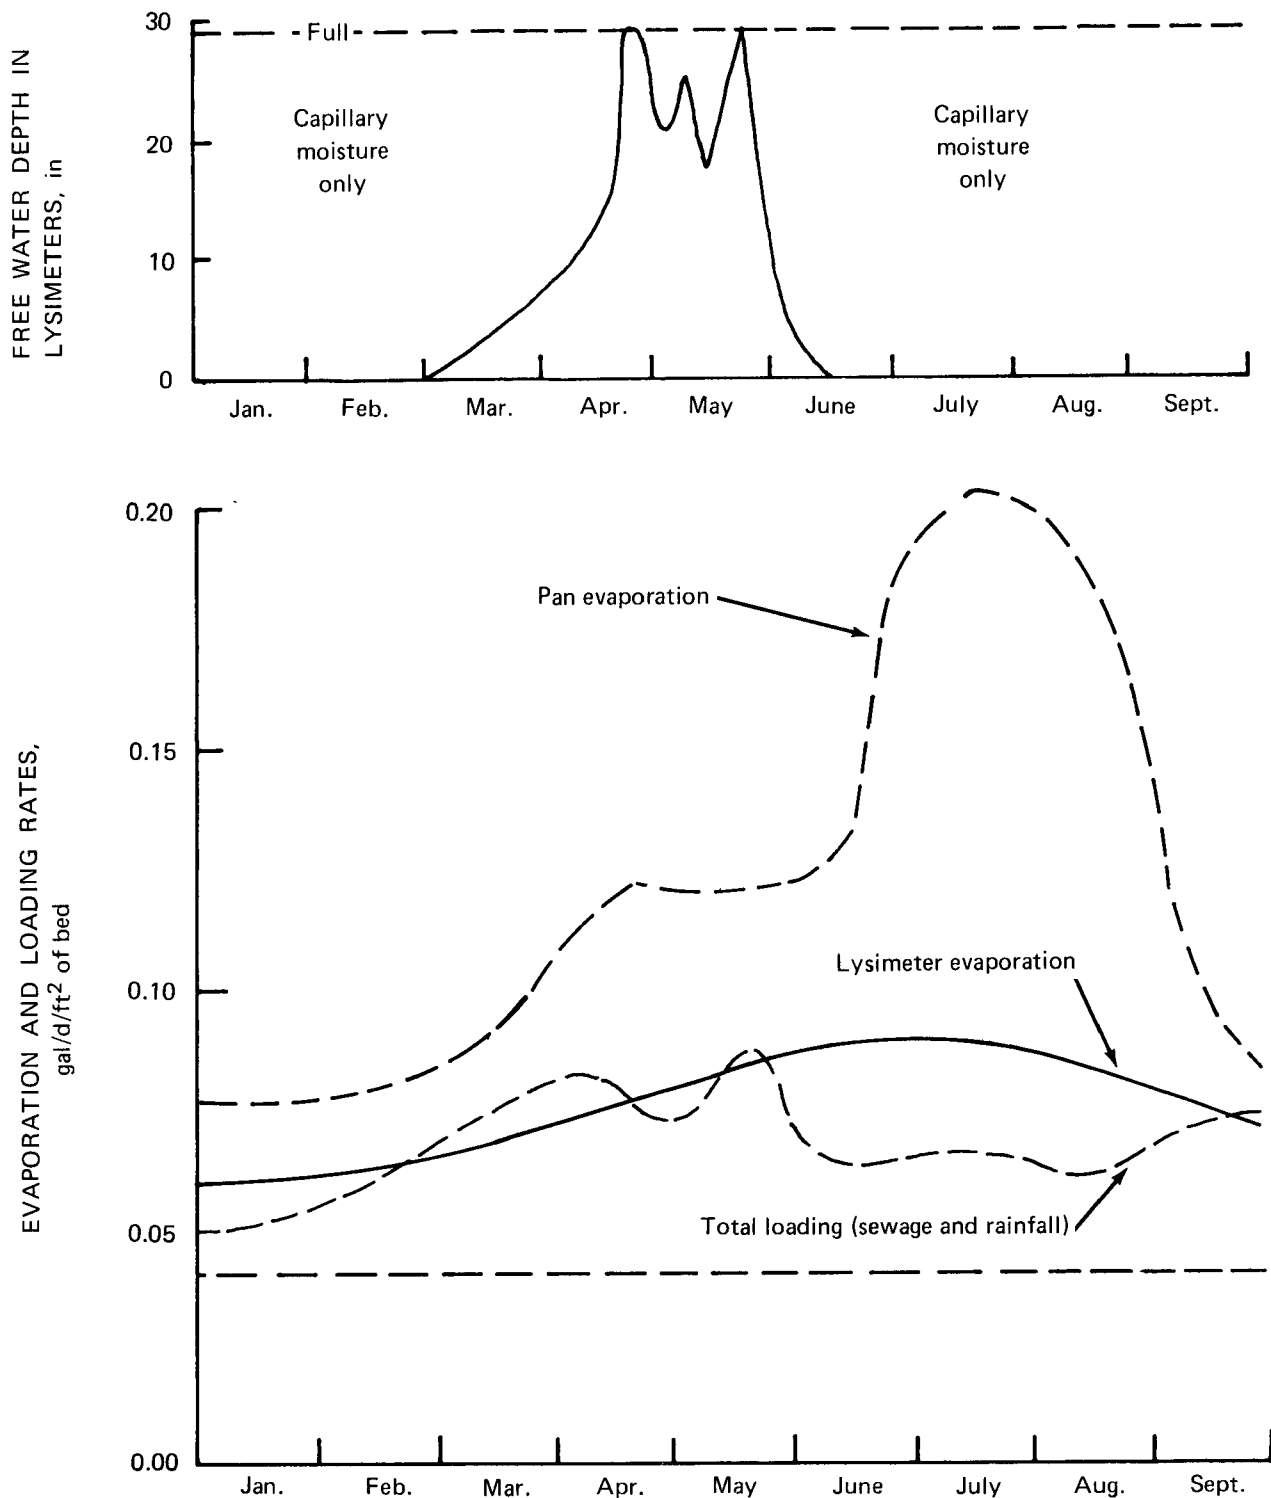 FREE WATER DEPTH IN
LYSIMETERS, in
30
20
10
0
Full
Capillary
moisture
only
Capillary
moisture
only
Jan. Feb. Mar. Apr. May June July Aug. Sept.
EVAPORATION AND LOADING RATES,
gal/d/ft² of bed
0.20
0.15
0.10
0.05
0.00
Pan evaporation
Lysimeter evaporation
Total loading (sewage and rainfall)
Jan. Feb. Mar. Apr. May June July Aug. Sept.